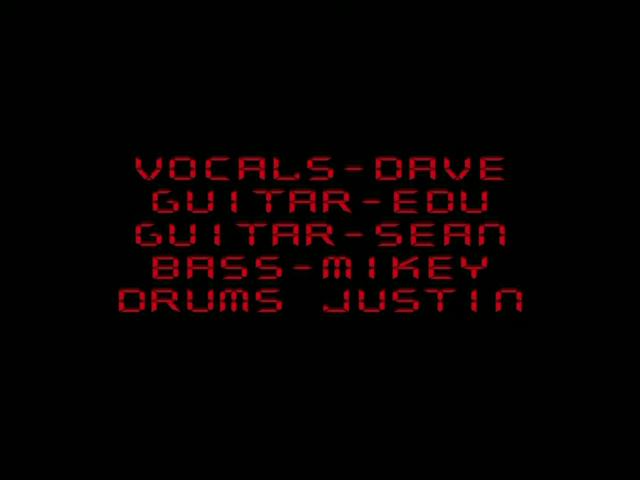 VOCALS-DAVE
GUITAR-EDU
GUITAR-SEAN
BASS-MIKEY
DRUMS JUSTIN